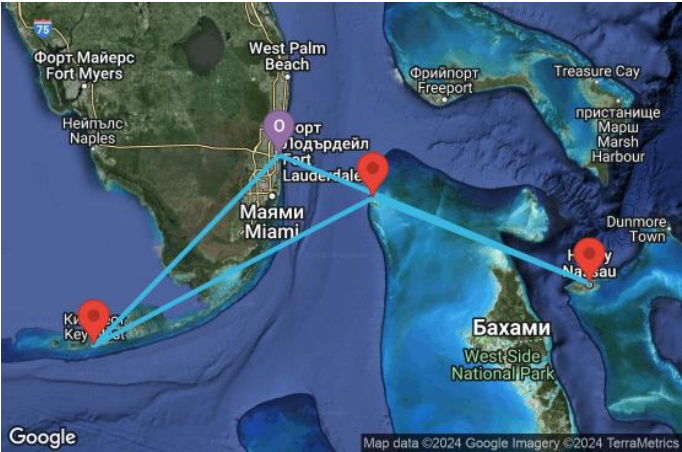 75
West Palm
Beach
Форт Майерс
Fort Myers
Фрийпорт
Freeport
Treasure Cay
пристанище
Марш
Marsh
Harbour
Нейпълс
Naples
O
орт
Лодърдейл
Fort
Lauderdale
Маями
Miami
Dunmore
Town
Nassau
Бахами
West Side
National Park
Google
Map data ©2024 Google Imagery ©2024 TerraMetrics